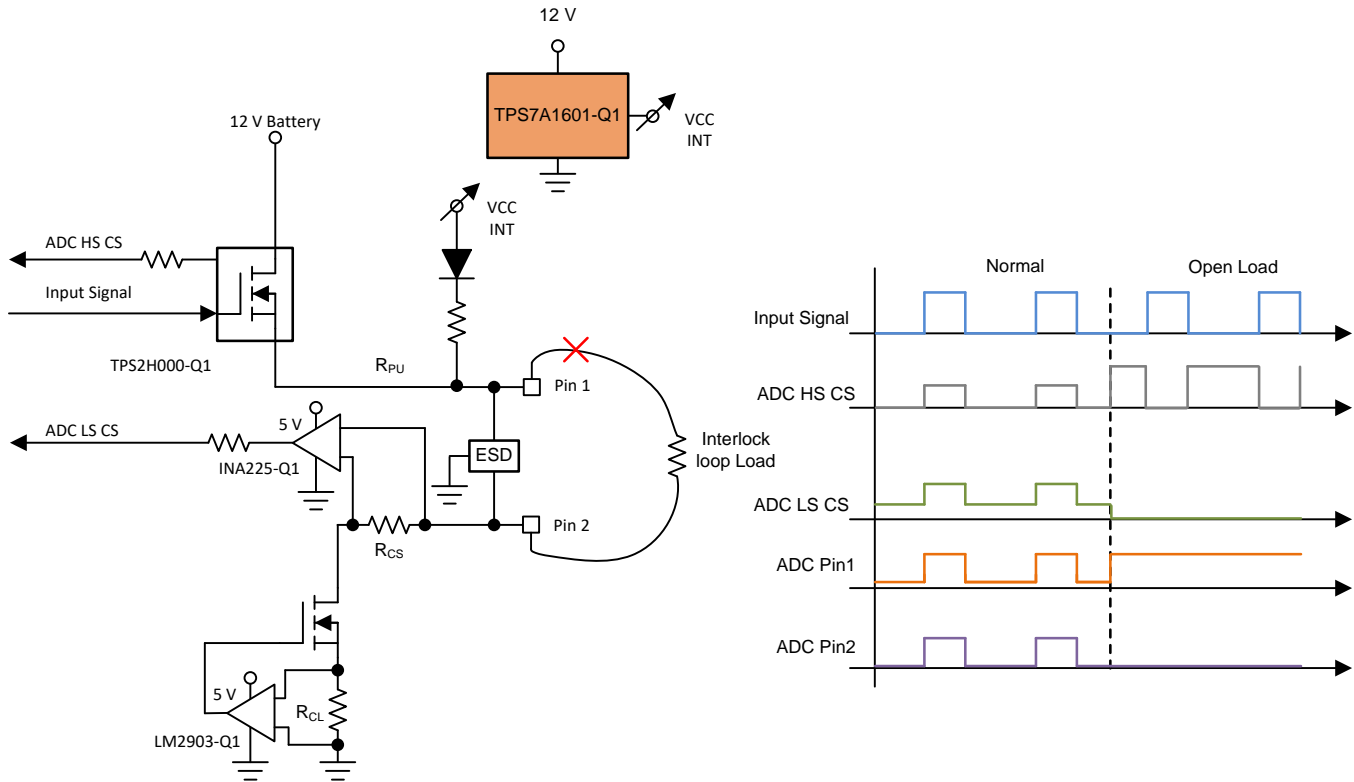 12 V
TPS7A1601-Q1
VCC
INT
12 V Battery
VCC
INT
ADC HS CS
Input Signal
TPS2H000-Q1
RPU
Pin 1
5 V
ADC LS CS
INA225-Q1
ESD
Interlock
loop Load
Pin 2
RCS
5 V
RCL
LM2903-Q1
Normal
Open Load
Input Signal
ADC HS CS
ADC LS CS
ADC Pin1
ADC Pin2